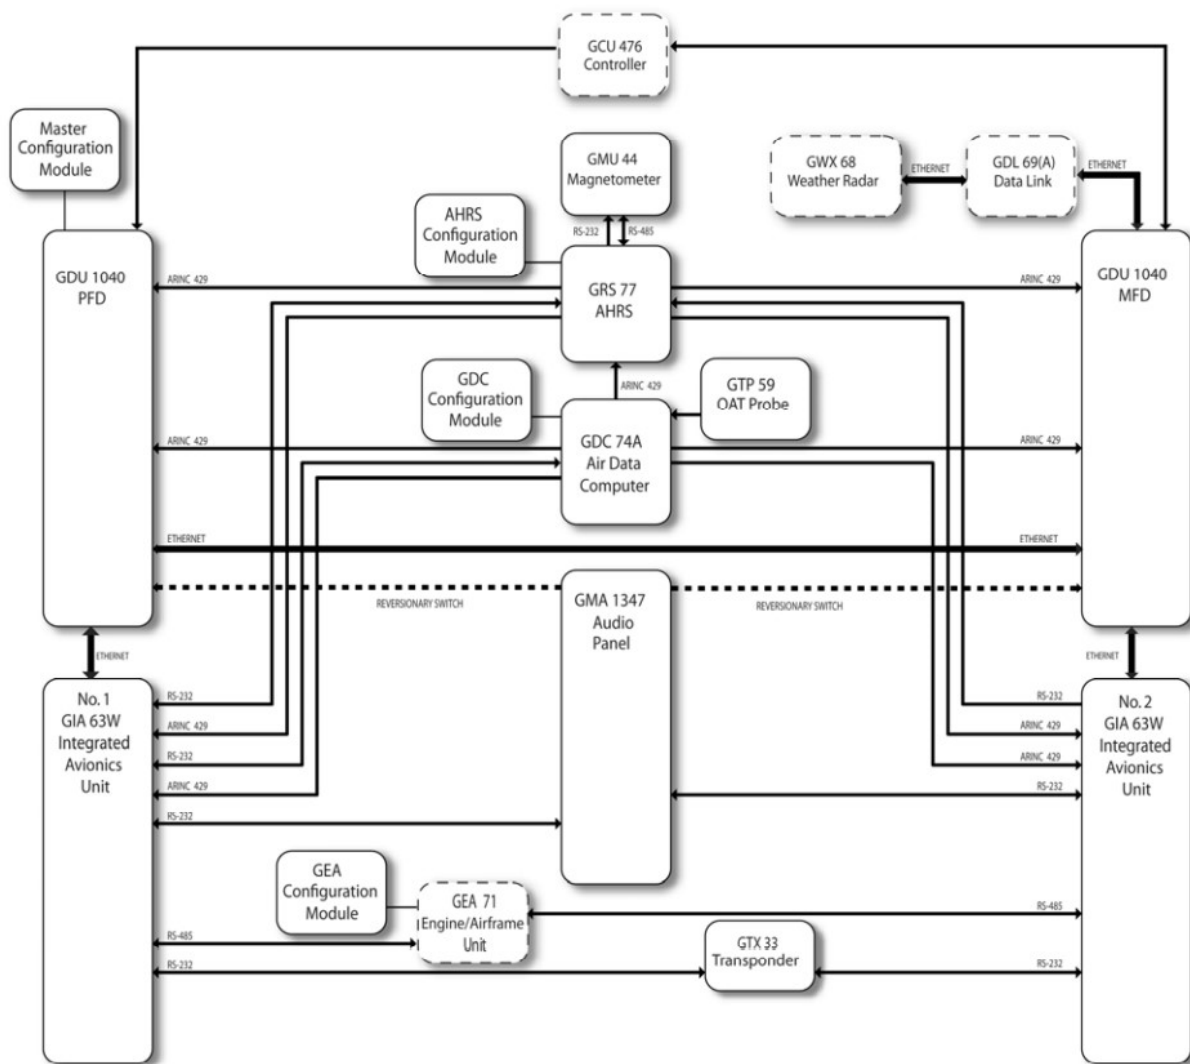 GCU 476
Controller
Master
Configuration
Module
GMU 44
Magnetometer
GWX 68
Weather Radar
ETHERNET
GDL 69(A)
Data Link
ETHERNET
AHRS
Configuration
Module
RS-232
RS-485
GDU 1040
PFD
ARINC 429
GRS 77
AHRS
ARINC 429
GDU 1040
MFD
GDC
Configuration
Module
ARINC 429
GTP 59
OAT Probe
ARINC 429
GDC 74A
Air Data
Computer
ARINC 429
ETHERNET
ETHERNET
REVERSIONARY SWITCH
GMA 1347
Audio
Panel
REVERSIONARY SWITCH
ETHERNET
ETHERNET
No. 1
GIA 63W
Integrated
Avionics
Unit
RS-232
ARINC 429
RS-232
ARINC 429
RS-232
RS-232
ARINC 429
ARINC 429
RS-232
No. 2
GIA 63W
Integrated
Avionics
Unit
GEA
Configuration
Module
GEA 71
Engine/Airframe
Unit
RS-485
RS-485
GTX 33
Transponder
RS-232
RS-232